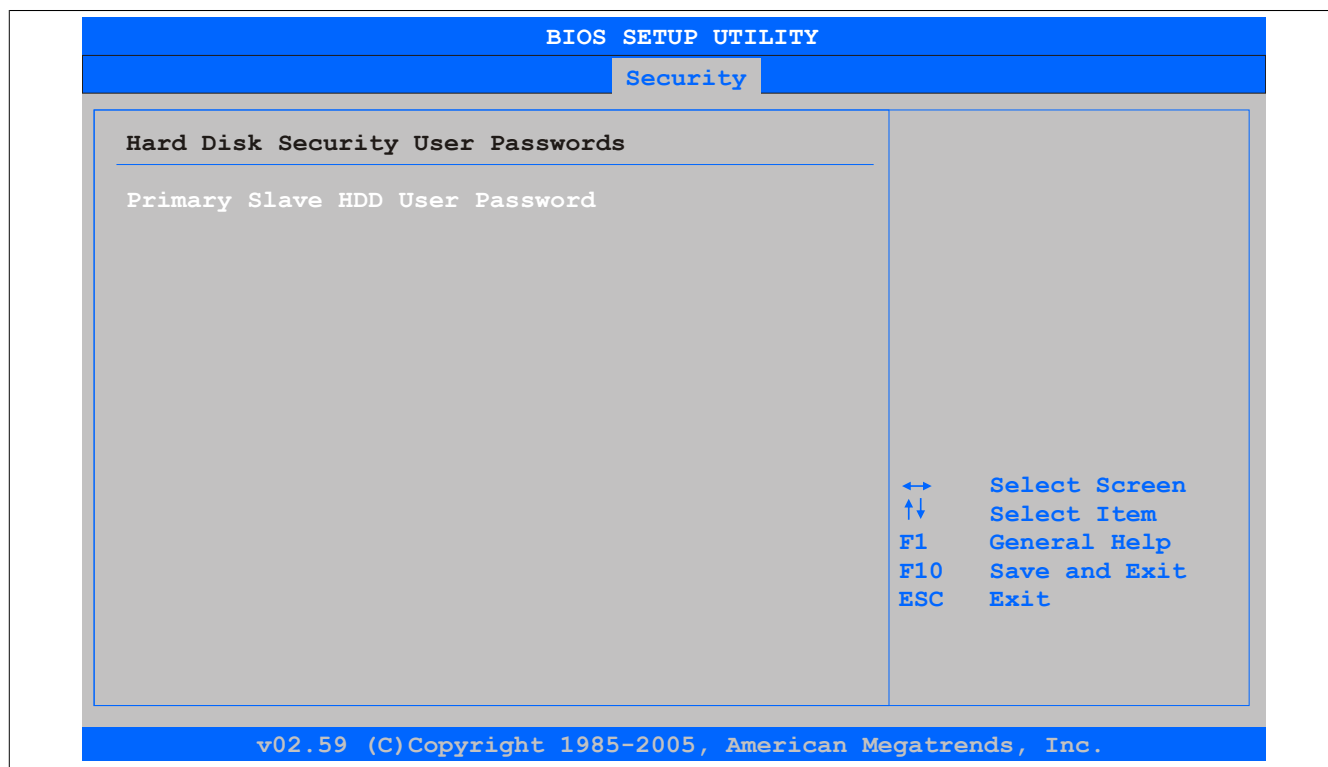 BIOS SETUP UTILITY
Security
Hard Disk Security User Passwords
Primary Slave HDD User Password
↔ Select Screen
↑↓ Select Item
F1 General Help
F10 Save and Exit
ESC Exit
v02.59 (C)Copyright 1985-2005, American Megatrends, Inc.